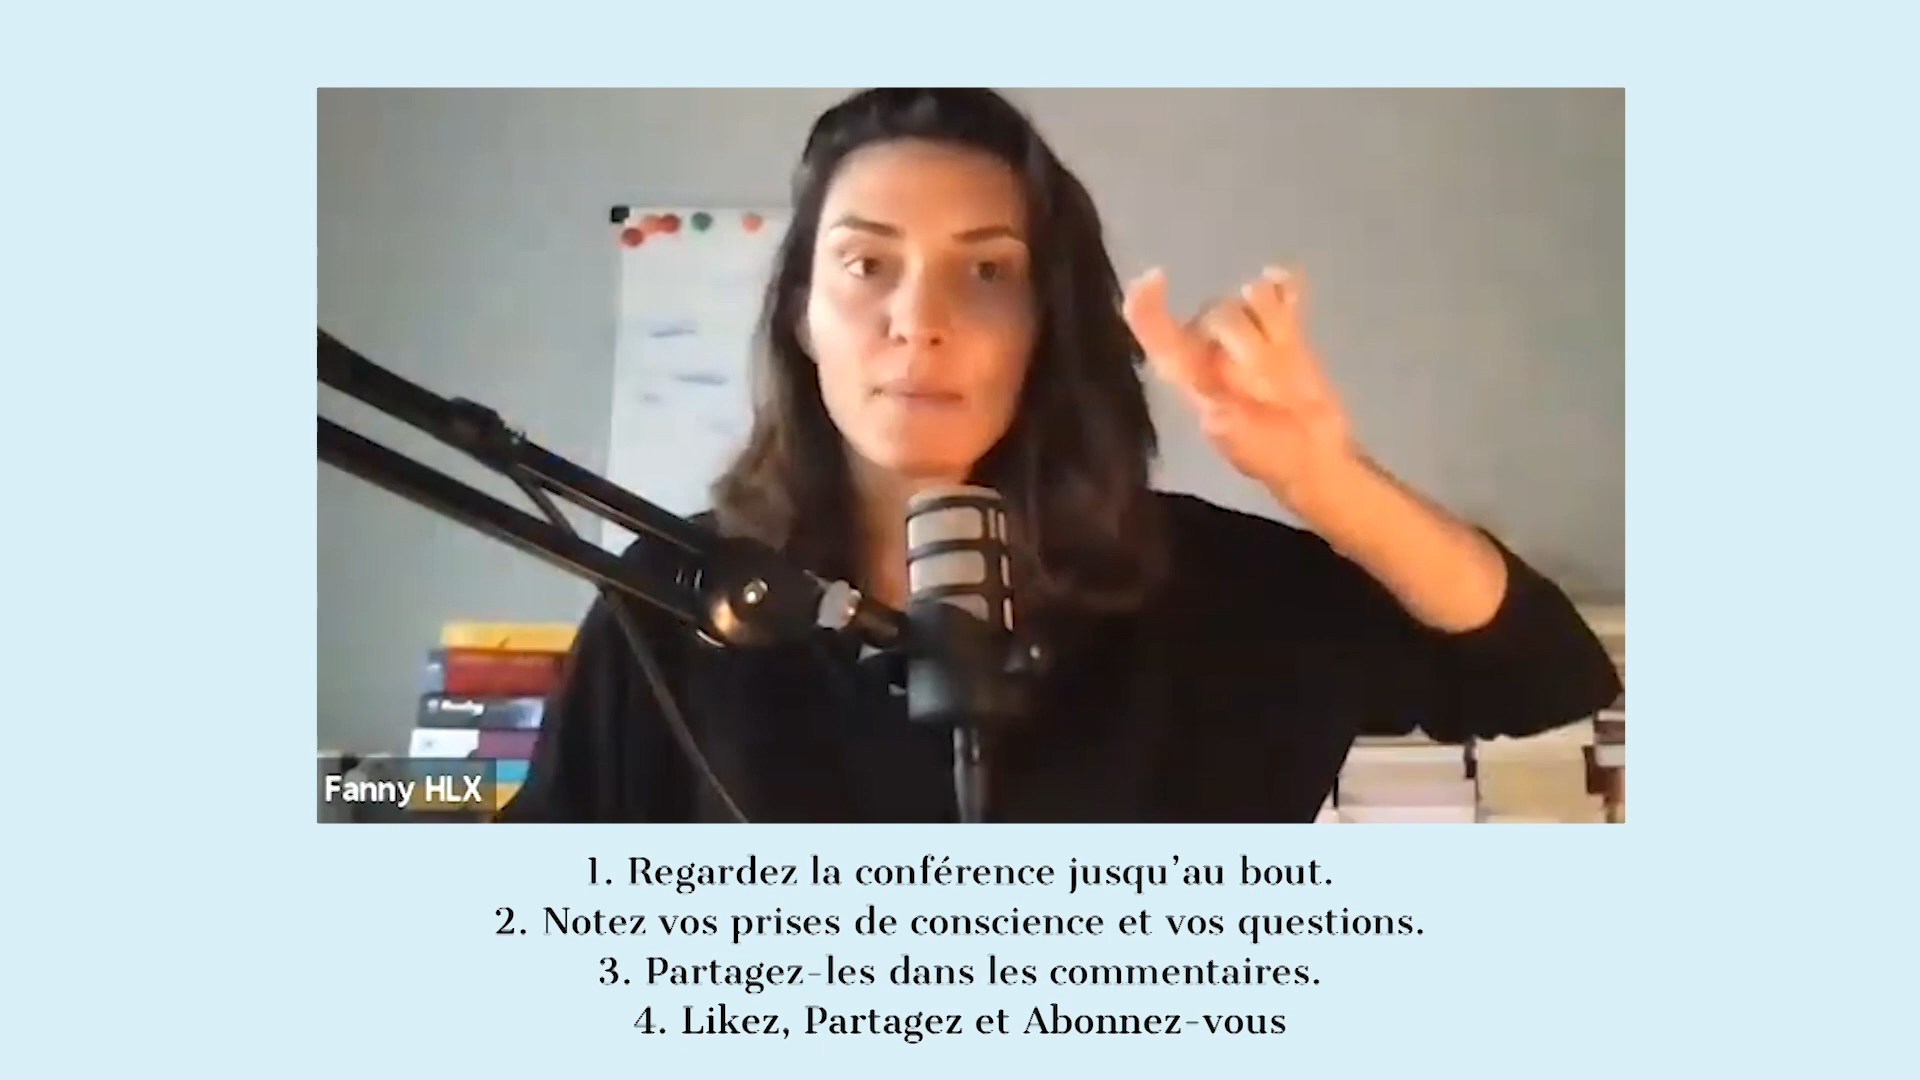 Fanny HLX
1. Regardez la conférence jusqu'au bout.
2. Notez vos prises de conscience et vos questions.
3. Partagez-les dans les commentaires.
4. Likez, Partagez et Abonnez-vous